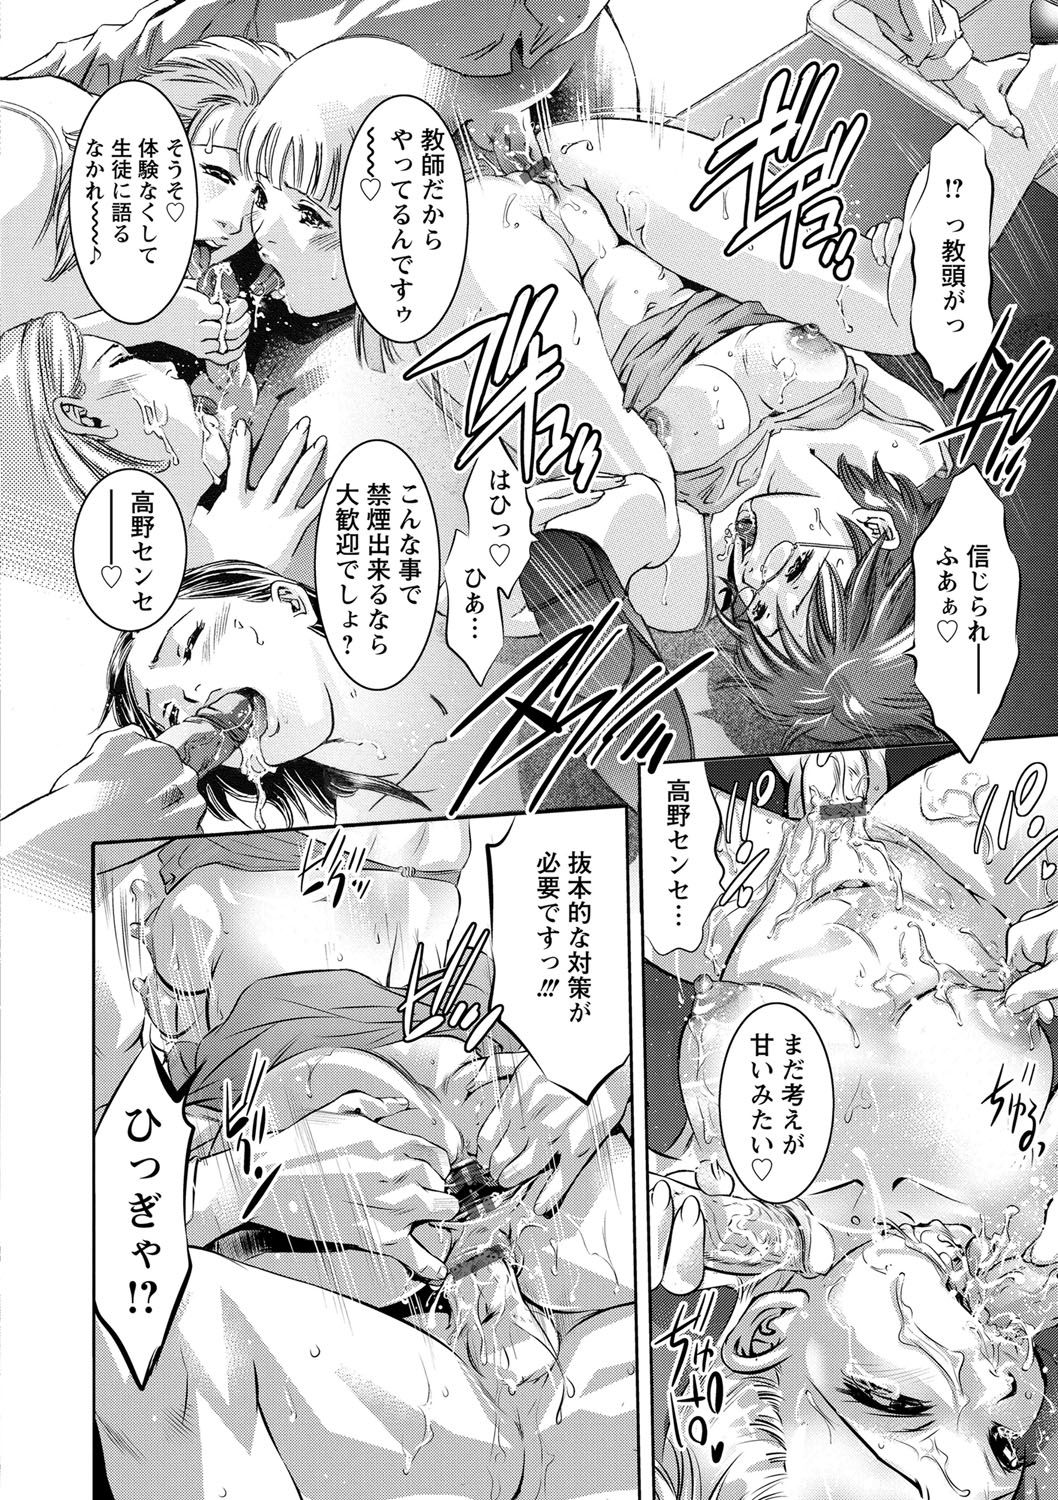 !?っ教頭がっ
信じられ――
ふあぁ♡
教師だから
やってるんですゥ
～～♡
そうそ♡
体験なくして
生徒に語る
なかれ～～♪
はひっ♡
ひあ…
こんな事で
禁煙出来るなら
大歓迎でしょ?
高野センセ
――♡
高野センセ…
まだ考えが
甘いみたい♡
抜本的な対策が
必要ですっ!!!
ひっぎゃ!?